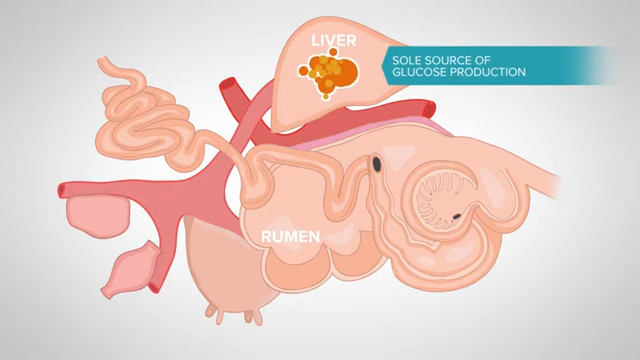 LIVER
SOLE SOURCE OF
GLUCOSE PRODUCTION
RUMEN